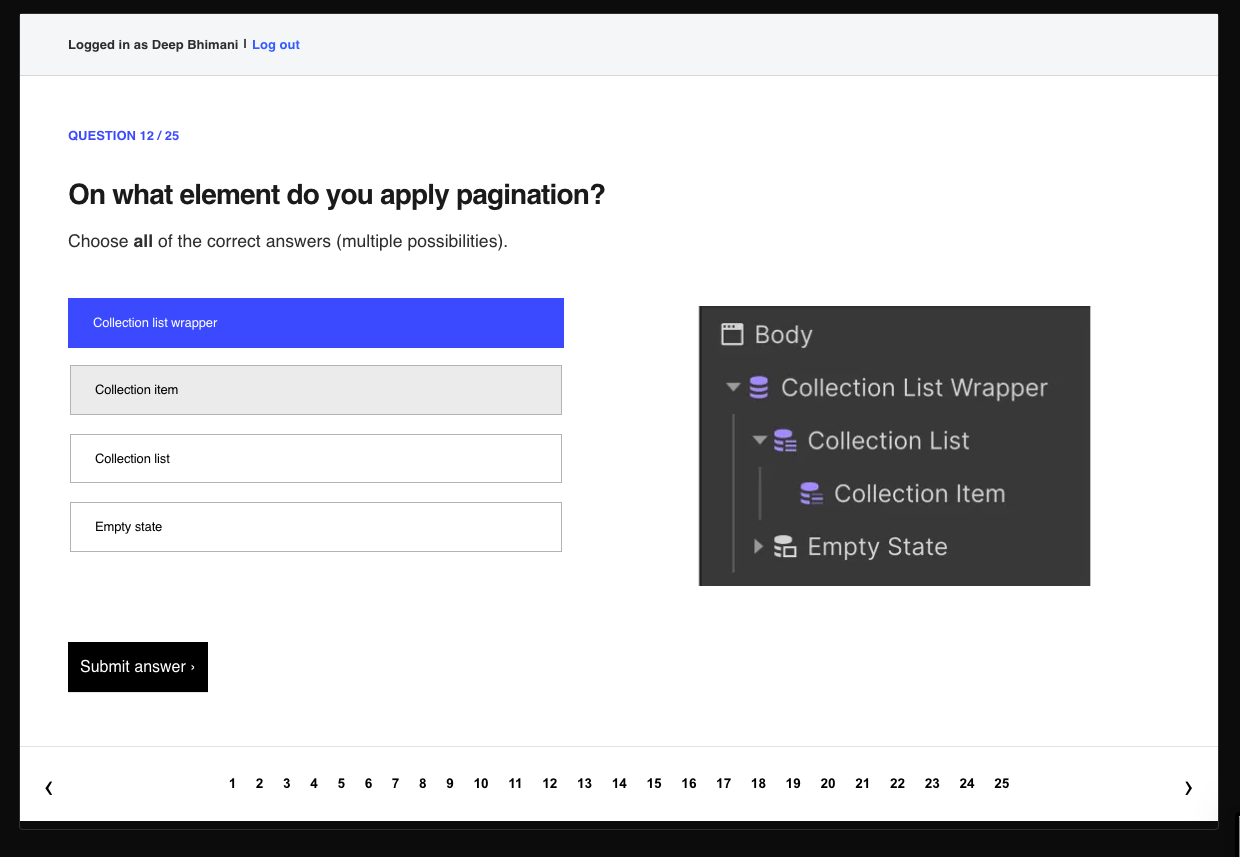 Logged in as Deep Bhimani | Log out
QUESTION 12 / 25
On what element do you apply pagination?
Choose all of the correct answers (multiple possibilities).
Collection list wrapper
Collection item
Collection list
Empty state
Body
Collection List Wrapper
Collection List
Collection Item
Empty State
Submit answer ›
‹ 1 2 3 4 5 6 7 8 9 10 11 12 13 14 15 16 17 18 19 20 21 22 23 24 25 ›